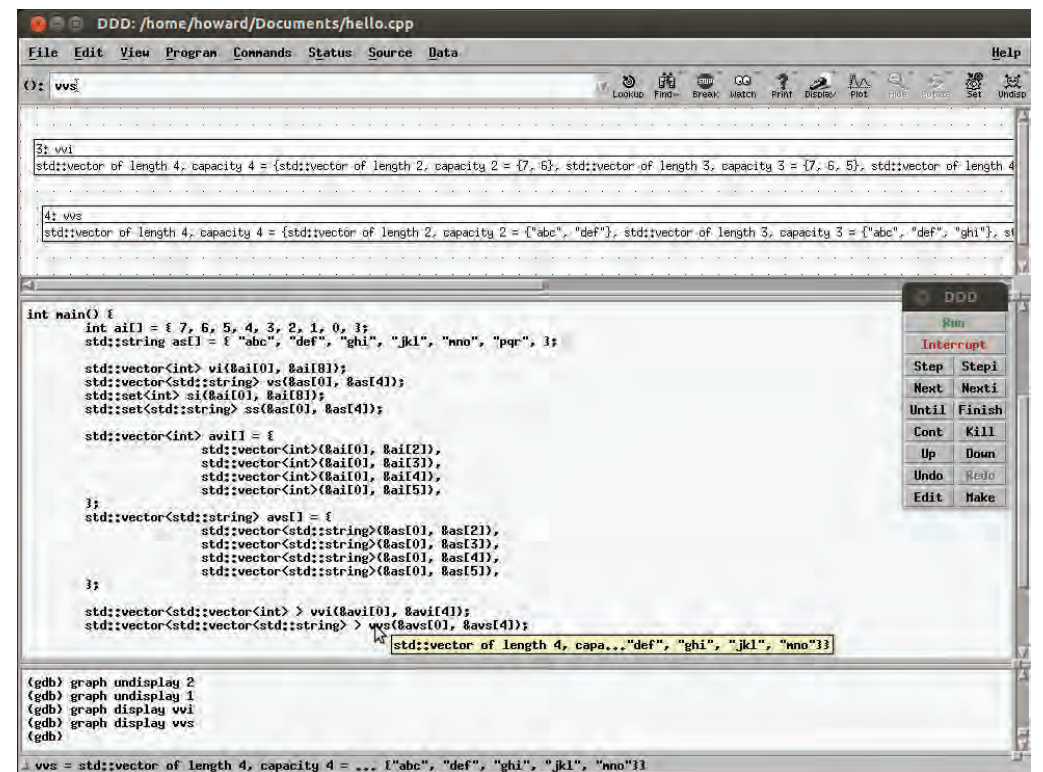 DDD: /home/howard/Documents/hello.cpp
File Edit View Program Commands Status Source Data Help
(): vvs
Lookup Find» Break Watch Print Display Plot Hide Rotate Set Undisp
3: vvi
std::vector of length 4, capacity 4 = {std::vector of length 2, capacity 2 = {7, 6}, std::vector of length 3, capacity 3 = {7, 6, 5}, std::vector of length 4
4: vvs
std::vector of length 4, capacity 4 = {std::vector of length 2, capacity 2 = {"abc", "def"}, std::vector of length 3, capacity 3 = {"abc", "def", "ghi"}, st
int main() {
int ai[] = { 7, 6, 5, 4, 3, 2, 1, 0, };
std::string as[] = { "abc", "def", "ghi", "jkl", "mno", "pqr", };
std::vector<int> vi(&ai[0], &ai[8]);
std::vector<std::string> vs(&as[0], &as[4]);
std::set<int> si(&ai[0], &ai[8]);
std::set<std::string> ss(&as[0], &as[4]);
std::vector<int> avi[] = {
std::vector<int>(&ai[0], &ai[2]),
std::vector<int>(&ai[0], &ai[3]),
std::vector<int>(&ai[0], &ai[4]),
std::vector<int>(&ai[0], &ai[5]),
};
std::vector<std::string> avs[] = {
std::vector<std::string>(&as[0], &as[2]),
std::vector<std::string>(&as[0], &as[3]),
std::vector<std::string>(&as[0], &as[4]),
std::vector<std::string>(&as[0], &as[5]),
};
std::vector<std::vector<int> > vvi(&avi[0], &avi[4]);
std::vector<std::vector<std::string> > vvs(&avs[0], &avs[4]);
std::vector of length 4, capa..."def", "ghi", "jkl", "mno"}}
DDD
Run
Interrupt
Step Stepi
Next Nexti
Until Finish
Cont Kill
Up Down
Undo Redo
Edit Make
(gdb) graph undisplay 2
(gdb) graph undisplay 1
(gdb) graph display vvi
(gdb) graph display vvs
(gdb)
vvs = std::vector of length 4, capacity 4 = ... {"abc", "def", "ghi", "jkl", "mno"}}